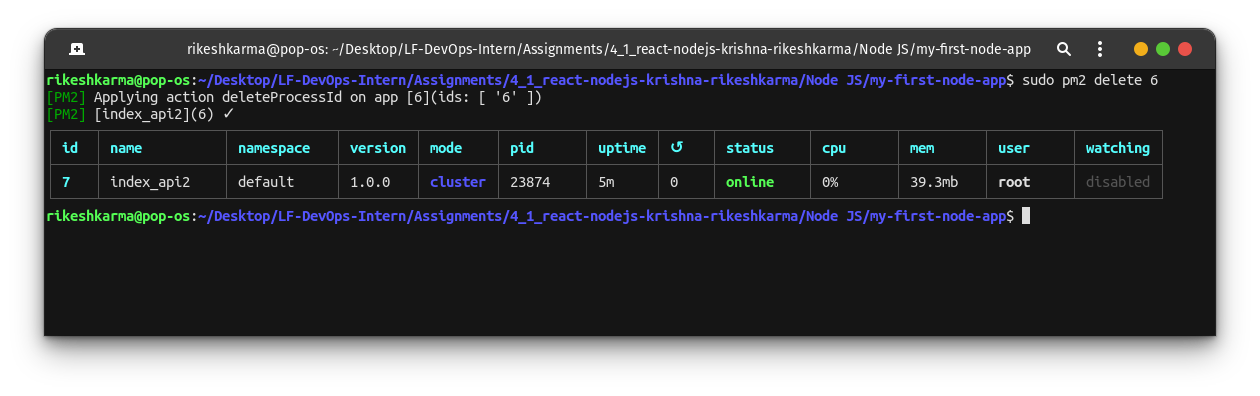 rikeshkarma@pop-os: ~/Desktop/LF-DevOps-Intern/Assignments/4_1_react-nodejs-krishna-rikeshkarma/Node JS/my-first-node-app
rikeshkarma@pop-os:~/Desktop/LF-DevOps-Intern/Assignments/4_1_react-nodejs-krishna-rikeshkarma/Node JS/my-first-node-app$ sudo pm2 delete 6
[PM2] Applying action deleteProcessId on app [6](ids: [ '6' ])
[PM2] [index_api2](6) ✓
id name namespace version mode pid uptime ↺ status cpu mem user watching
7 index_api2 default 1.0.0 cluster 23874 5m 0 online 0% 39.3mb root disabled
rikeshkarma@pop-os:~/Desktop/LF-DevOps-Intern/Assignments/4_1_react-nodejs-krishna-rikeshkarma/Node JS/my-first-node-app$